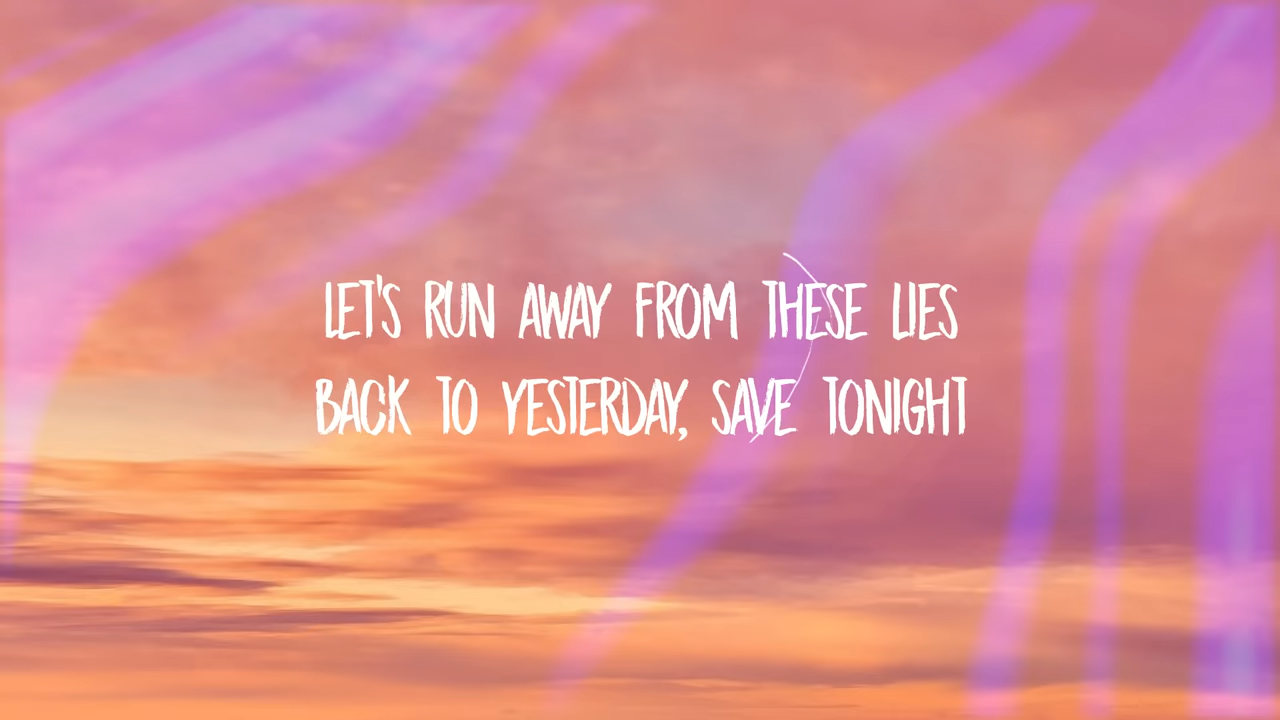 LET'S RUN AWAY FROM THESE LIES
BACK TO YESTERDAY, SAVE TONIGHT